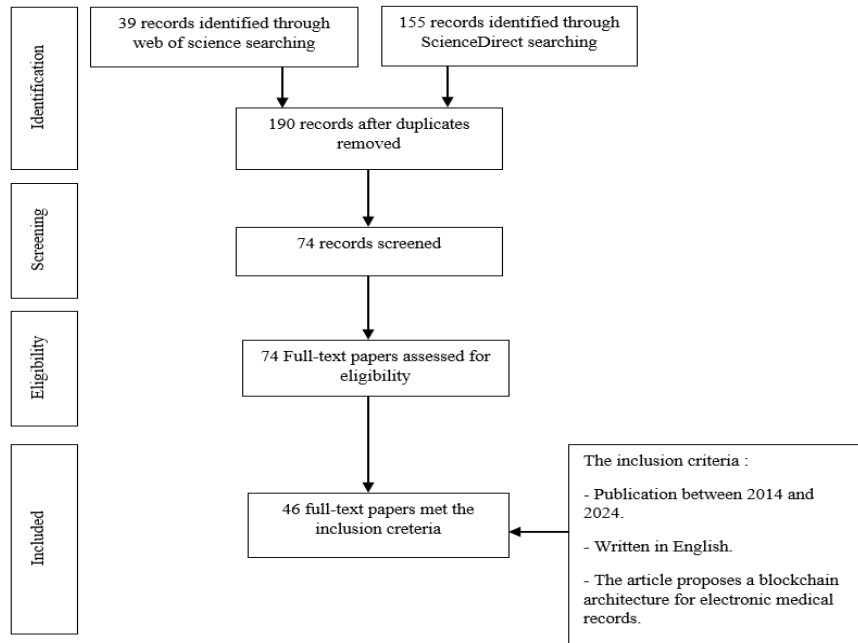 Identification
39 records identified through
web of science searching
155 records identified through
ScienceDirect searching
190 records after duplicates
removed
Screening
74 records screened
Eligibility
74 Full-text papers assessed for
eligibility
Included
46 full-text papers met the
inclusion creteria
The inclusion criteria :
- Publication between 2014 and
2024.
- Written in English.
- The article proposes a blockchain
architecture for electronic medical
records.